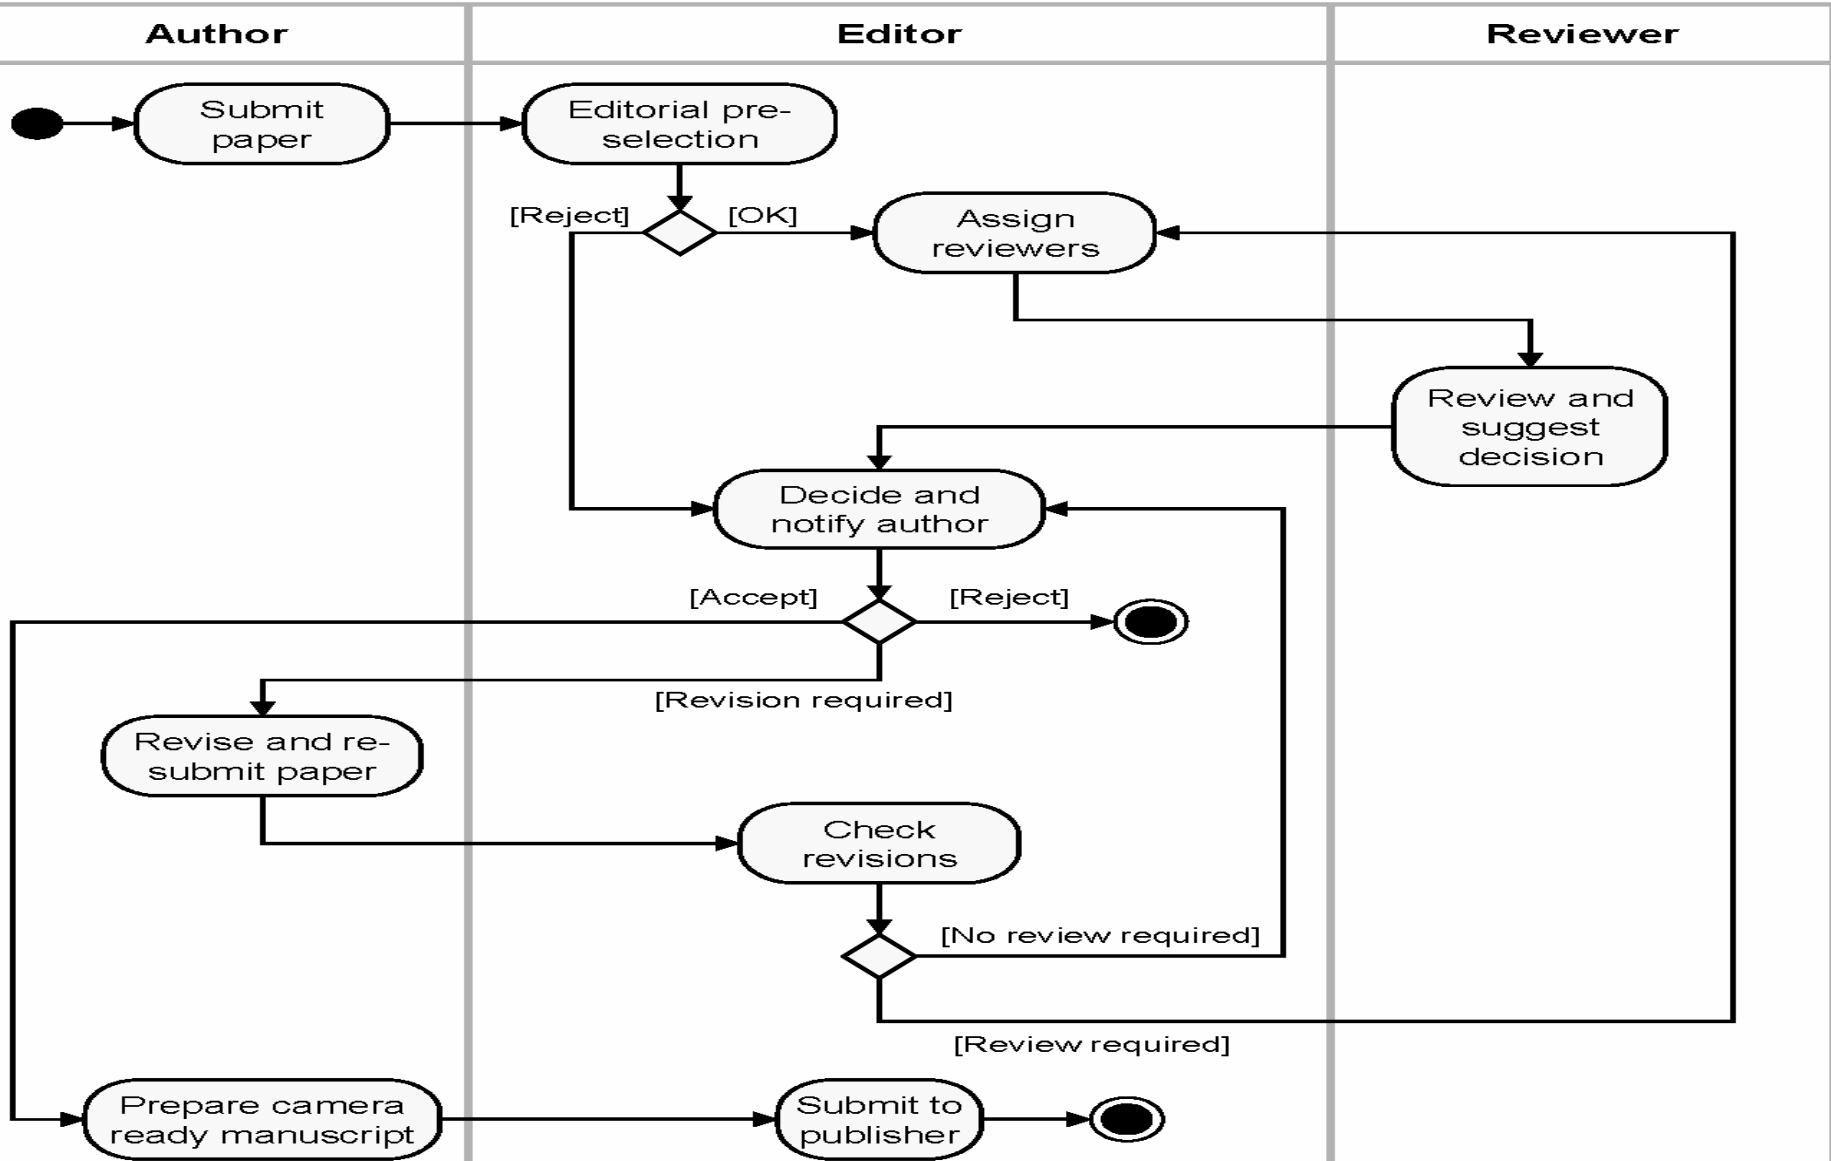 Author
Editor
Reviewer
Submit
paper
Editorial pre-
selection
[Reject]
[OK]
Assign
reviewers
Review and
suggest
decision
Decide and
notify author
[Accept]
[Reject]
[Revision required]
Revise and re-
submit paper
Check
revisions
[No review required]
[Review required]
Prepare camera
ready manuscript
Submit to
publisher